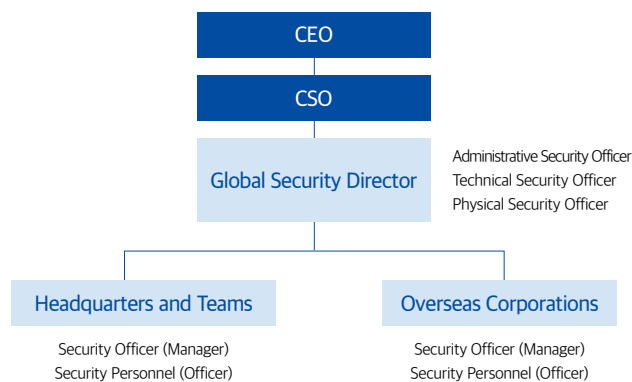 CEO
CSO
Global Security Director
Administrative Security Officer
Technical Security Officer
Physical Security Officer
Headquarters and Teams
Security Officer (Manager)
Security Personnel (Officer)
Overseas Corporations
Security Officer (Manager)
Security Personnel (Officer)